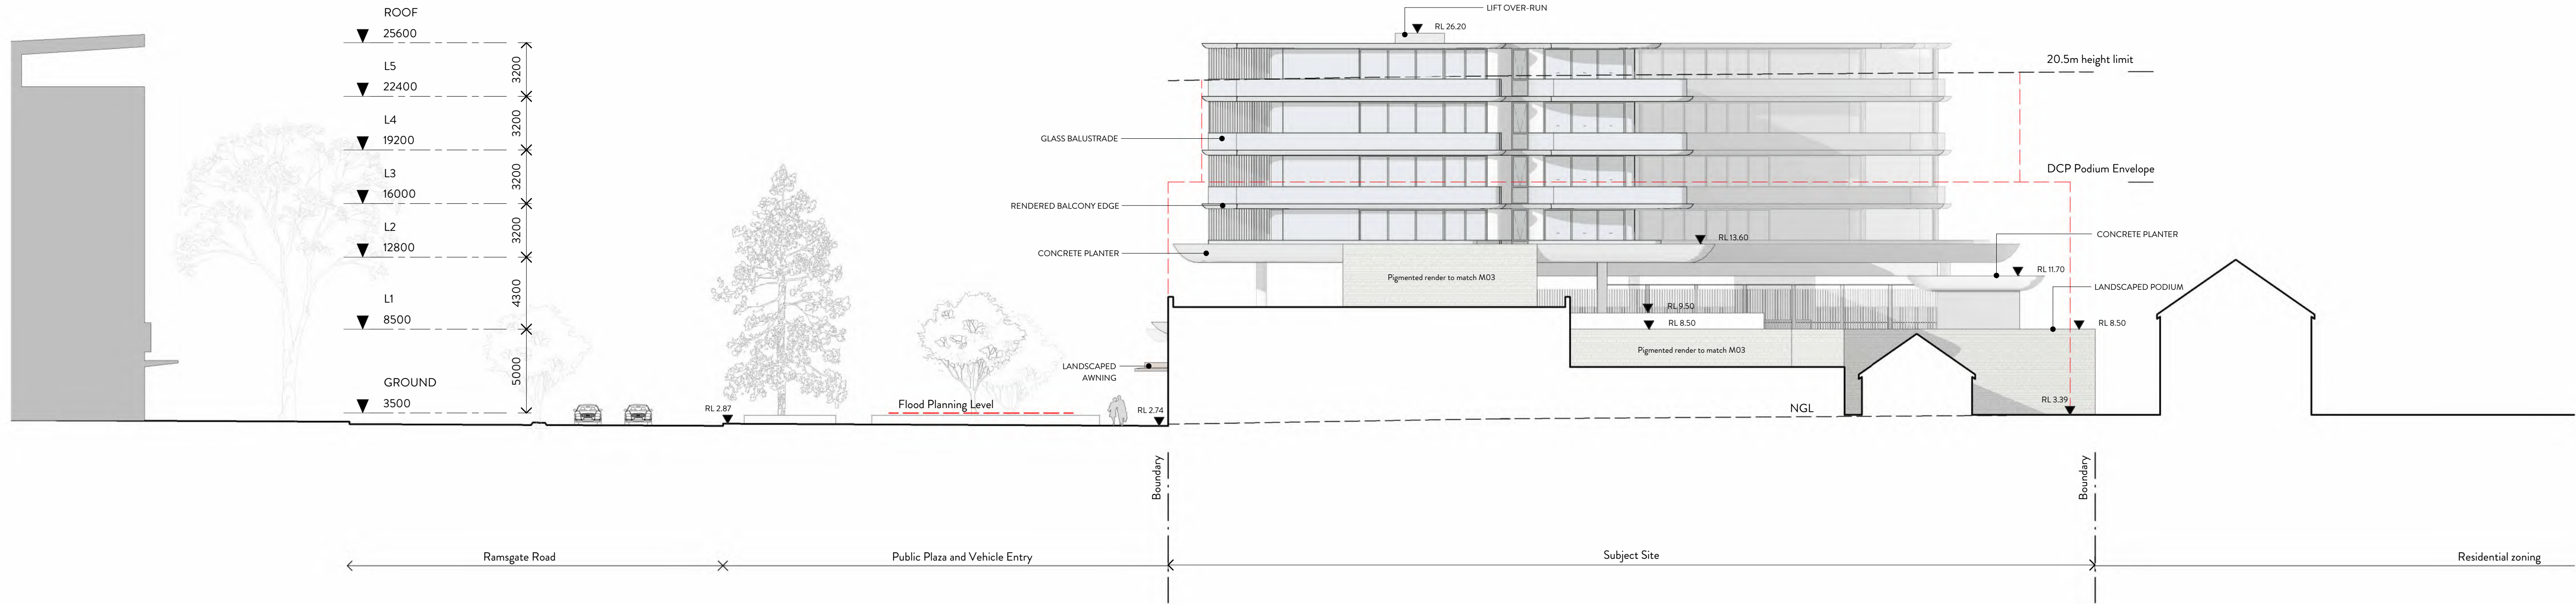 ROOF
25600
L5
22400
L4
19200
L3
16000
L2
12800
L1
8500
GROUND
3500
3200
3200
3200
3200
4300
5000
LIFT OVER-RUN
RL 26.20
20.5m height limit
GLASS BALUSTRADE
DCP Podium Envelope
RENDERED BALCONY EDGE
RL 13.60
CONCRETE PLANTER
CONCRETE PLANTER
Pigmented render to match M03
RL 11.70
LANDSCAPED PODIUM
RL 9.50
RL 8.50
RL 8.50
Pigmented render to match M03
LANDSCAPED
AWNING
RL 3.39
Flood Planning Level
RL 2.87
RL 2.74
NGL
Boundary
Boundary
Ramsgate Road
Public Plaza and Vehicle Entry
Subject Site
Residential zoning